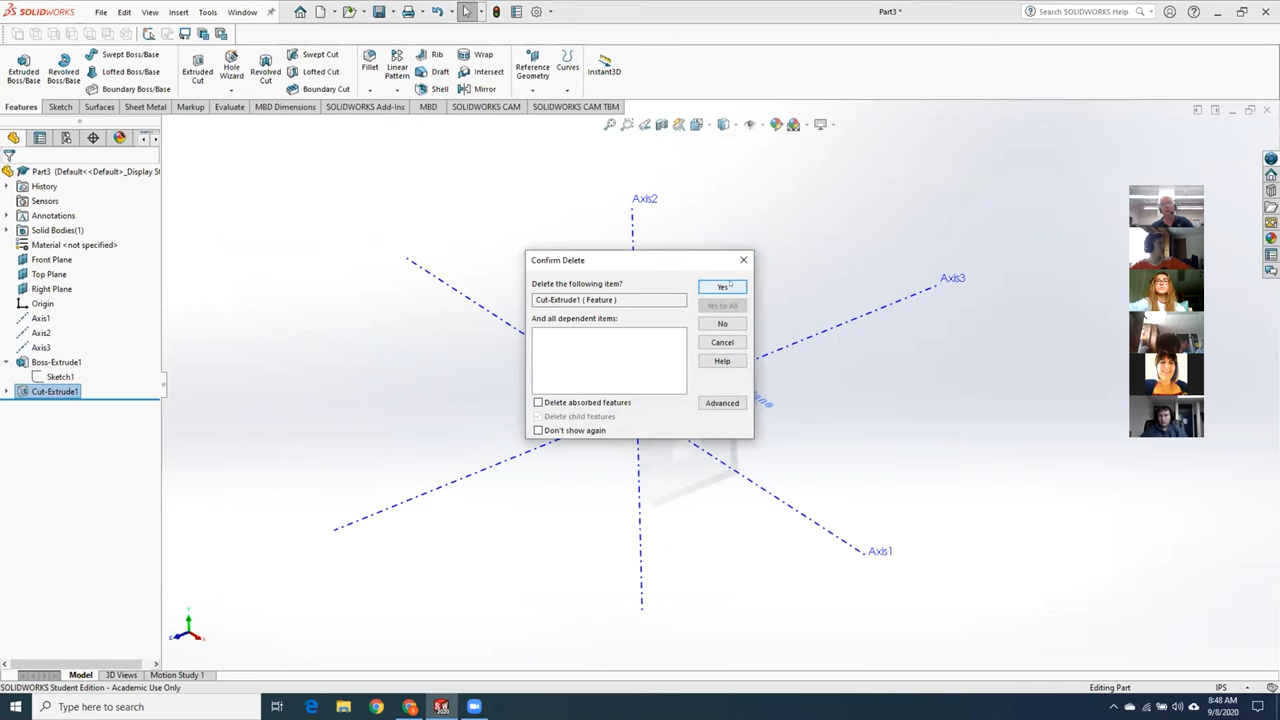 SOLIDWORKS
File
Edit
View
Insert
Tools
Window
Part3 *
Search SOLIDWORKS Help
Extruded Boss/Base
Revolved Boss/Base
Swept Boss/Base
Lofted Boss/Base
Boundary Boss/Base
Extruded Cut
Hole Wizard
Revolved Cut
Swept Cut
Lofted Cut
Boundary Cut
Fillet
Linear Pattern
Rib
Draft
Shell
Wrap
Intersect
Mirror
Reference Geometry
Curves
Instant3D
Features
Sketch
Surfaces
Sheet Metal
Markup
Evaluate
MBD Dimensions
SOLIDWORKS Add-Ins
MBD
SOLIDWORKS CAM
SOLIDWORKS CAM TBM
Part3 (Default<<Default>_Display St
History
Sensors
Annotations
Solid Bodies(1)
Material <not specified>
Front Plane
Top Plane
Right Plane
Origin
Axis1
Axis2
Axis3
Boss-Extrude1
Sketch1
Cut-Extrude1
Axis2
Axis3
Axis1
Confirm Delete
Delete the following item?
Cut-Extrude1 ( Feature )
And all dependent items:
Delete absorbed features
Delete child features
Don't show again
Yes
Yes to All
No
Cancel
Help
Advanced
Y
Z
X
Model
3D Views
Motion Study 1
SOLIDWORKS Student Edition - Academic Use Only
Editing Part
IPS
Type here to search
8:48 AM
9/8/2020